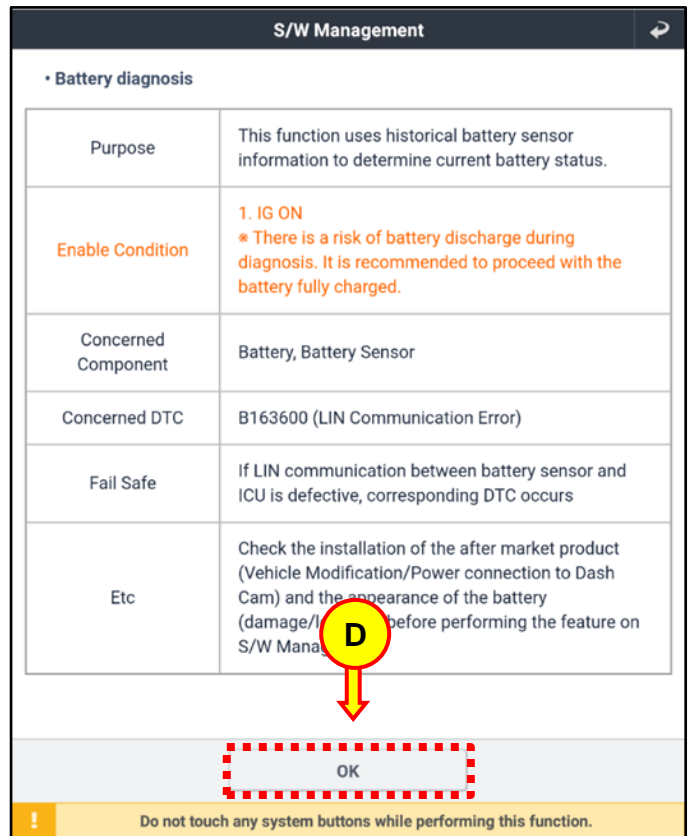 S/W Management
• Battery diagnosis
Purpose
This function uses historical battery sensor
information to determine current battery status.
Enable Condition
1. IG ON
※ There is a risk of battery discharge during
diagnosis. It is recommended to proceed with the
battery fully charged.
Concerned
Component
Battery, Battery Sensor
Concerned DTC
B163600 (LIN Communication Error)
Fail Safe
If LIN communication between battery sensor and
ICU is defective, corresponding DTC occurs
Etc
Check the installation of the after market product
(Vehicle Modification/Power connection to Dash
Cam) and the appearance of the battery
(damage/ before performing the feature on
S/W
D
OK
! Do not touch any system buttons while performing this function.